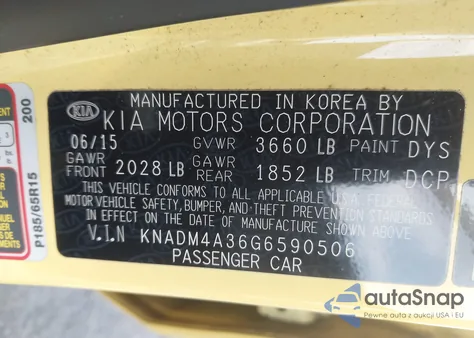 MANUFACTURED IN KOREA BY
KIA
KIA MOTORS CORPORATION
06/15 GVWR 3660 LB PAINT DYS
GAWR FRONT 2028 LB GAWR REAR 1852 LB TRIM DCP
THIS VEHICLE CONFORMS TO ALL APPLICABLE U.S.A. FEDERAL
MOTOR VEHICLE SAFETY, BUMPER, AND THEFT PREVENTION STANDARDS
IN EFFECT ON THE DATE OF MANUFACTURE SHOWN ABOVE.
V.I.N KNADM4A36G6590506
PASSENGER CAR
200
P185/65R15
autoSnap
Pewne auta z aukcji USA i EU